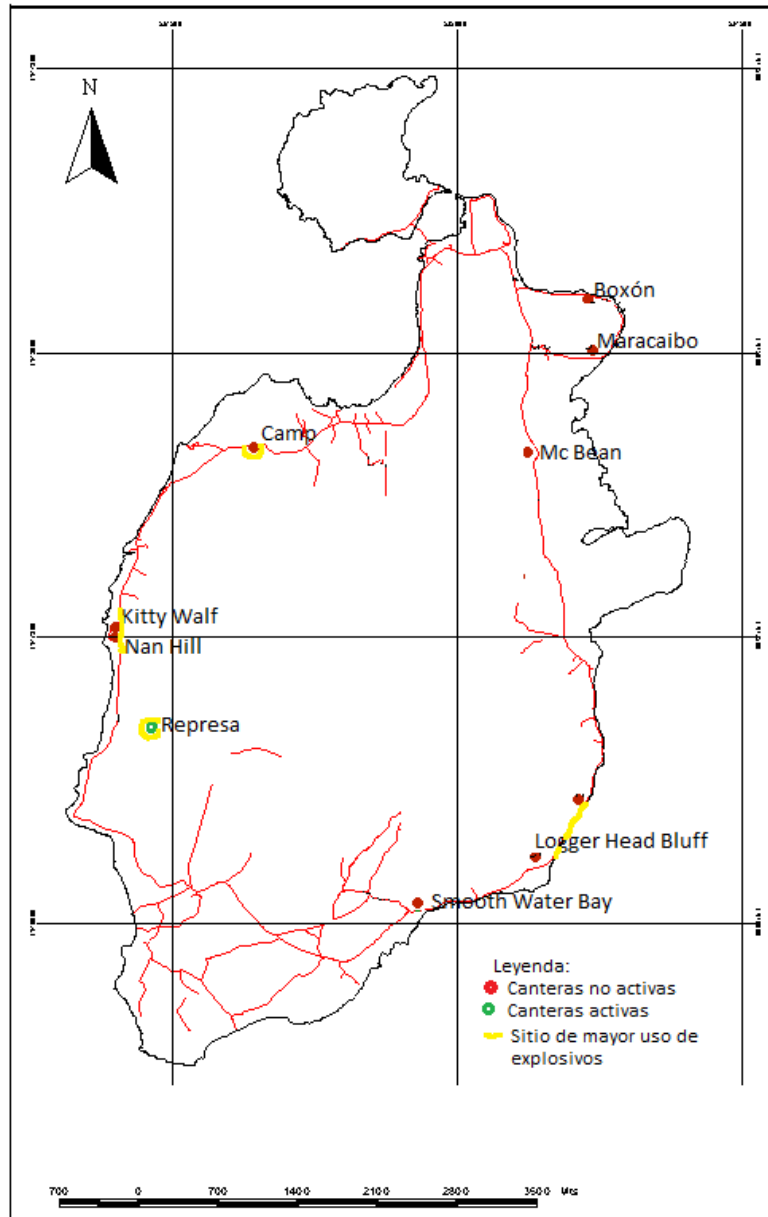 N
Boxón
Maracaibo
Camp
Mc Bean
Kitty Walf
Nan Hill
Represa
Logger Head Bluff
Smooth Water Bay
Leyenda:
Canteras no activas
Canteras activas
Sitio de mayor uso de
explosivos
700 0 700 1400 2100 2800 3500 Mts